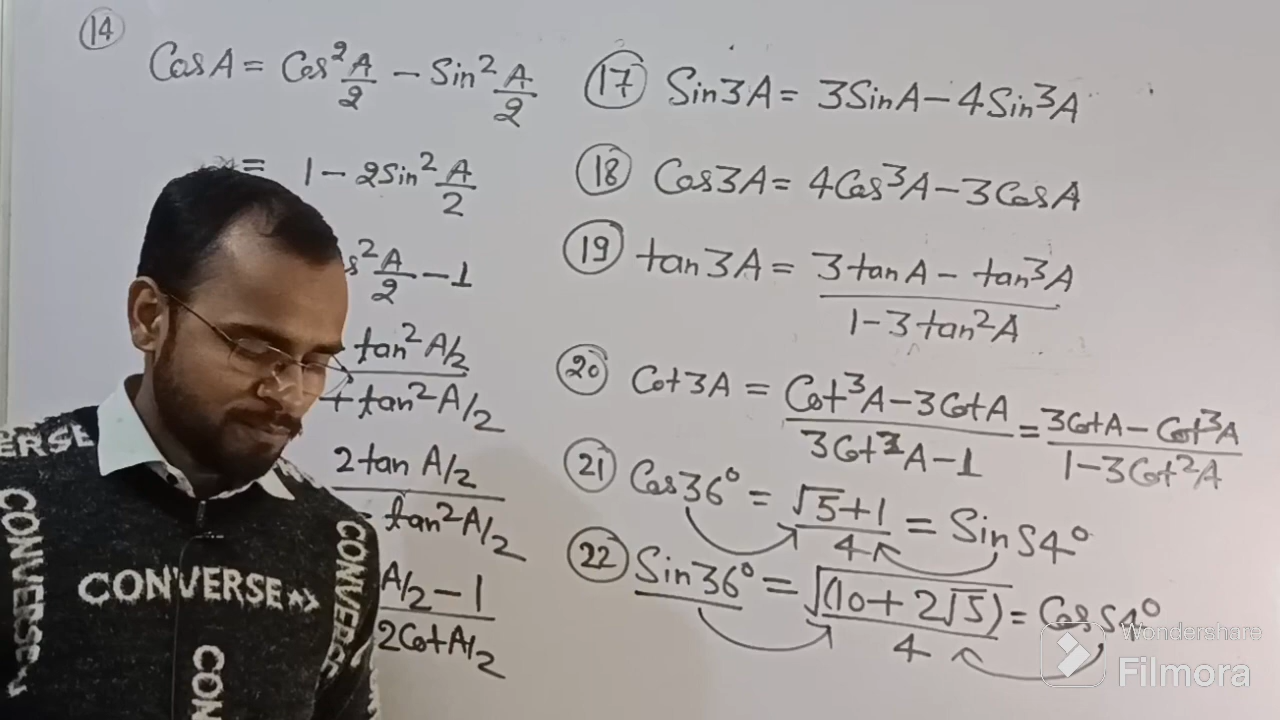 14
CosA = Cos²A/2 − Sin²A/2
= 1 − 2Sin²A/2
s²A/2 − 1
tan²A/2
+ tan²A/2
2tan A/2
- tan²A/2
A/2 − 1
2CotA/2
17 Sin3A = 3SinA − 4Sin³A
18 Cos3A = 4Cos³A − 3CosA
19 tan3A = 3tanA − tan³A
1 − 3tan²A
20 Cot3A = Cot³A − 3CotA = 3CotA − Cot³A
3Cot²A − 1 1 − 3Cot²A
21 Cos36° = √5+1 = Sin54°
4
22 Sin36° = √(10+2√5) = Cos54°
4
ERSE
CONVERSE
CONVERSE
CONVERSE
CON
Wondershare
Filmora